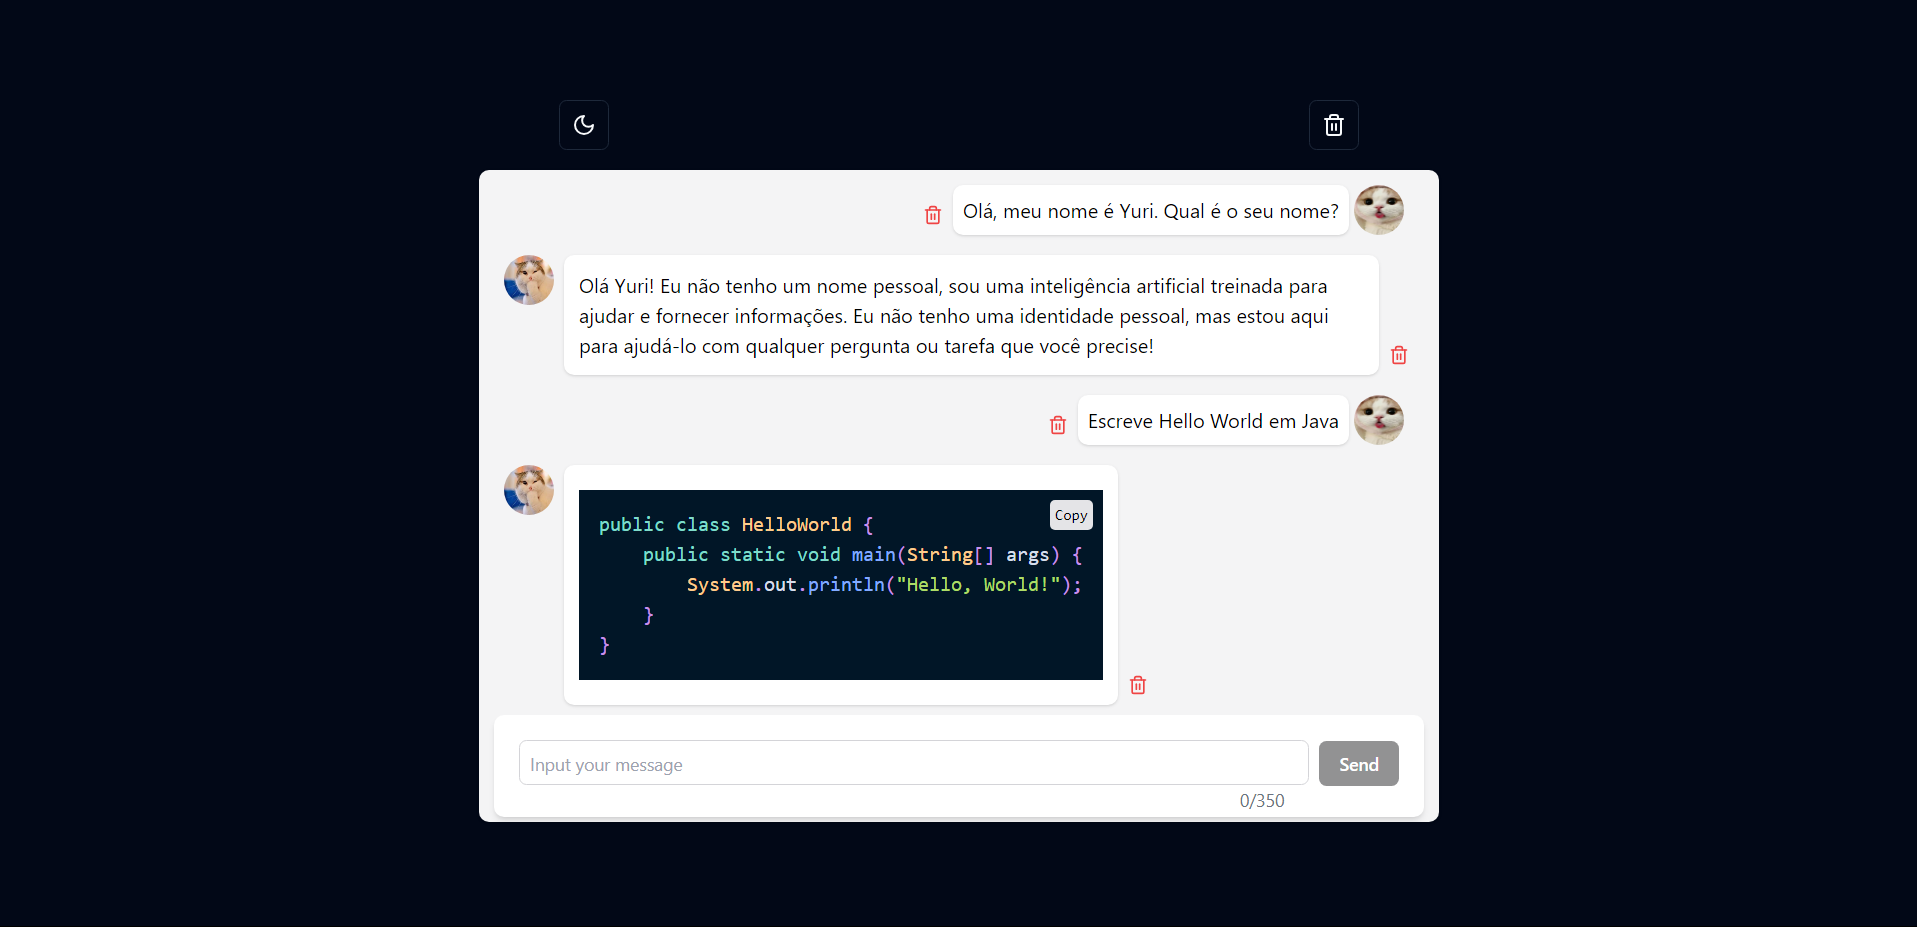 Olá, meu nome é Yuri. Qual é o seu nome?
Olá Yuri! Eu não tenho um nome pessoal, sou uma inteligência artificial treinada para
ajudar e fornecer informações. Eu não tenho uma identidade pessoal, mas estou aqui
para ajudá-lo com qualquer pergunta ou tarefa que você precise!
Escreve Hello World em Java
Copy
public class HelloWorld {
    public static void main(String[] args) {
        System.out.println("Hello, World!");
    }
}
Input your message
Send
0/350